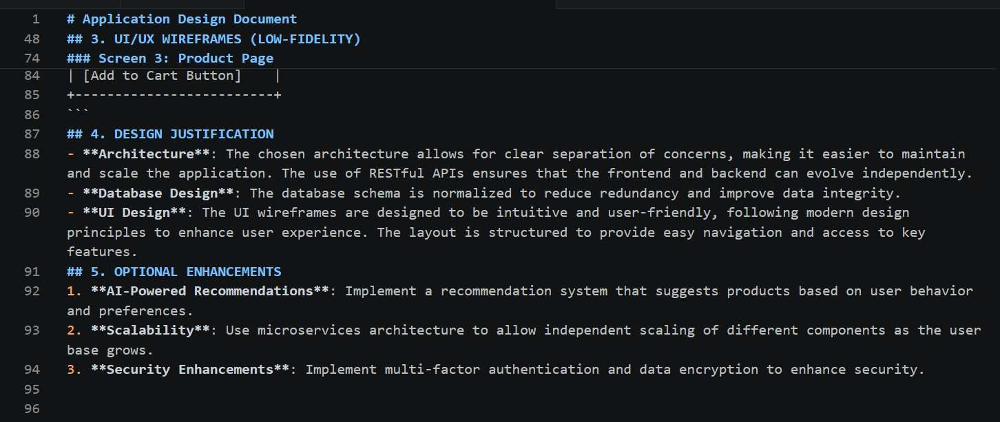 1 # Application Design Document
48 ## 3. UI/UX WIREFRAMES (LOW-FIDELITY)
74 ### Screen 3: Product Page
84 | [Add to Cart Button]    |
85 +-------------------------+
86 ```
87 ## 4. DESIGN JUSTIFICATION
88 - **Architecture**: The chosen architecture allows for clear separation of concerns, making it easier to maintain
and scale the application. The use of RESTful APIs ensures that the frontend and backend can evolve independently.
89 - **Database Design**: The database schema is normalized to reduce redundancy and improve data integrity.
90 - **UI Design**: The UI wireframes are designed to be intuitive and user-friendly, following modern design
principles to enhance user experience. The layout is structured to provide easy navigation and access to key
features.
91 ## 5. OPTIONAL ENHANCEMENTS
92 1. **AI-Powered Recommendations**: Implement a recommendation system that suggests products based on user behavior
and preferences.
93 2. **Scalability**: Use microservices architecture to allow independent scaling of different components as the user
base grows.
94 3. **Security Enhancements**: Implement multi-factor authentication and data encryption to enhance security.
95
96